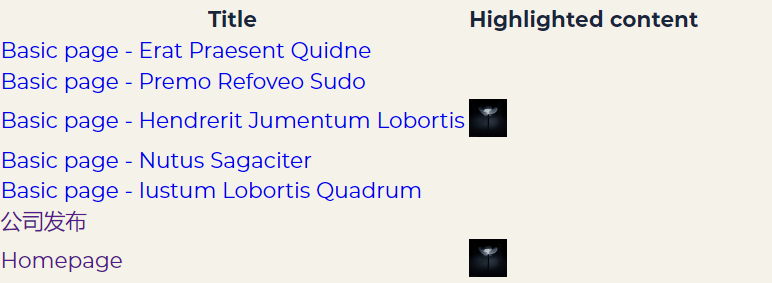 Title Highlighted content
Basic page - Erat Praesent Quidne
Basic page - Premo Refoveo Sudo
Basic page - Hendrerit Jumentum Lobortis
Basic page - Nutus Sagaciter
Basic page - Iustum Lobortis Quadrum
公司发布
Homepage